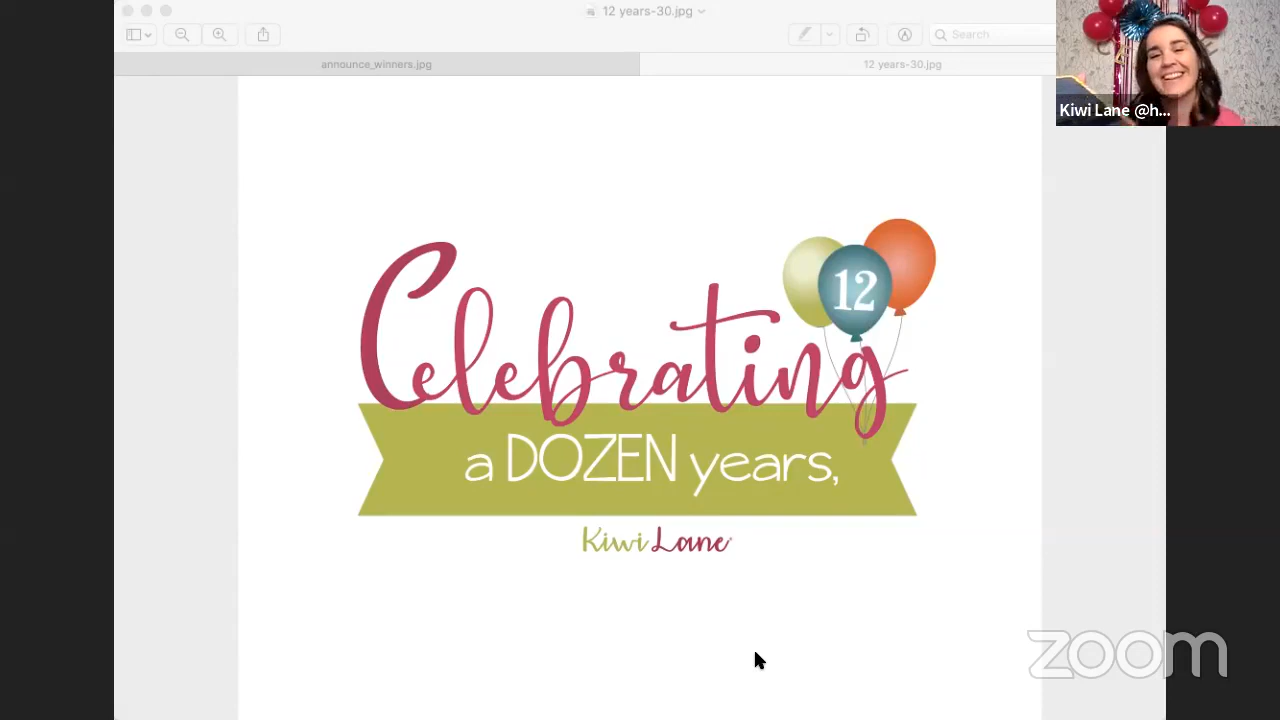 12 years-30.jpg
Search
announce_winners.jpg
12 years-30.jpg
Kiwi Lane @h...
12
Celebrating
a DOZEN years,
Kiwi Lane
zoom